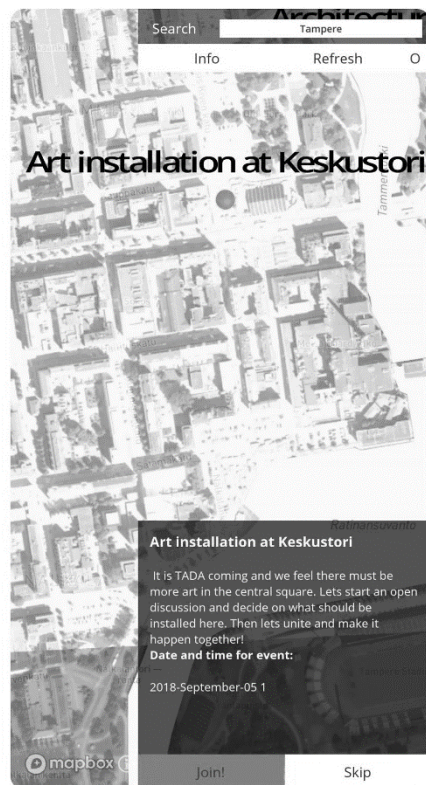 Architectur
Search
Tampere
Info
Refresh
O
Art installation at Keskustori
Ratinansuvanto
Art installation at Keskustori
It is TADA coming and we feel there must be
more art in the central square. Lets start an open
discussion and decide on what should be
installed here. Then lets unite and make it
happen together!
Date and time for event:
2018-September-05 1
mapbox
Join!
Skip